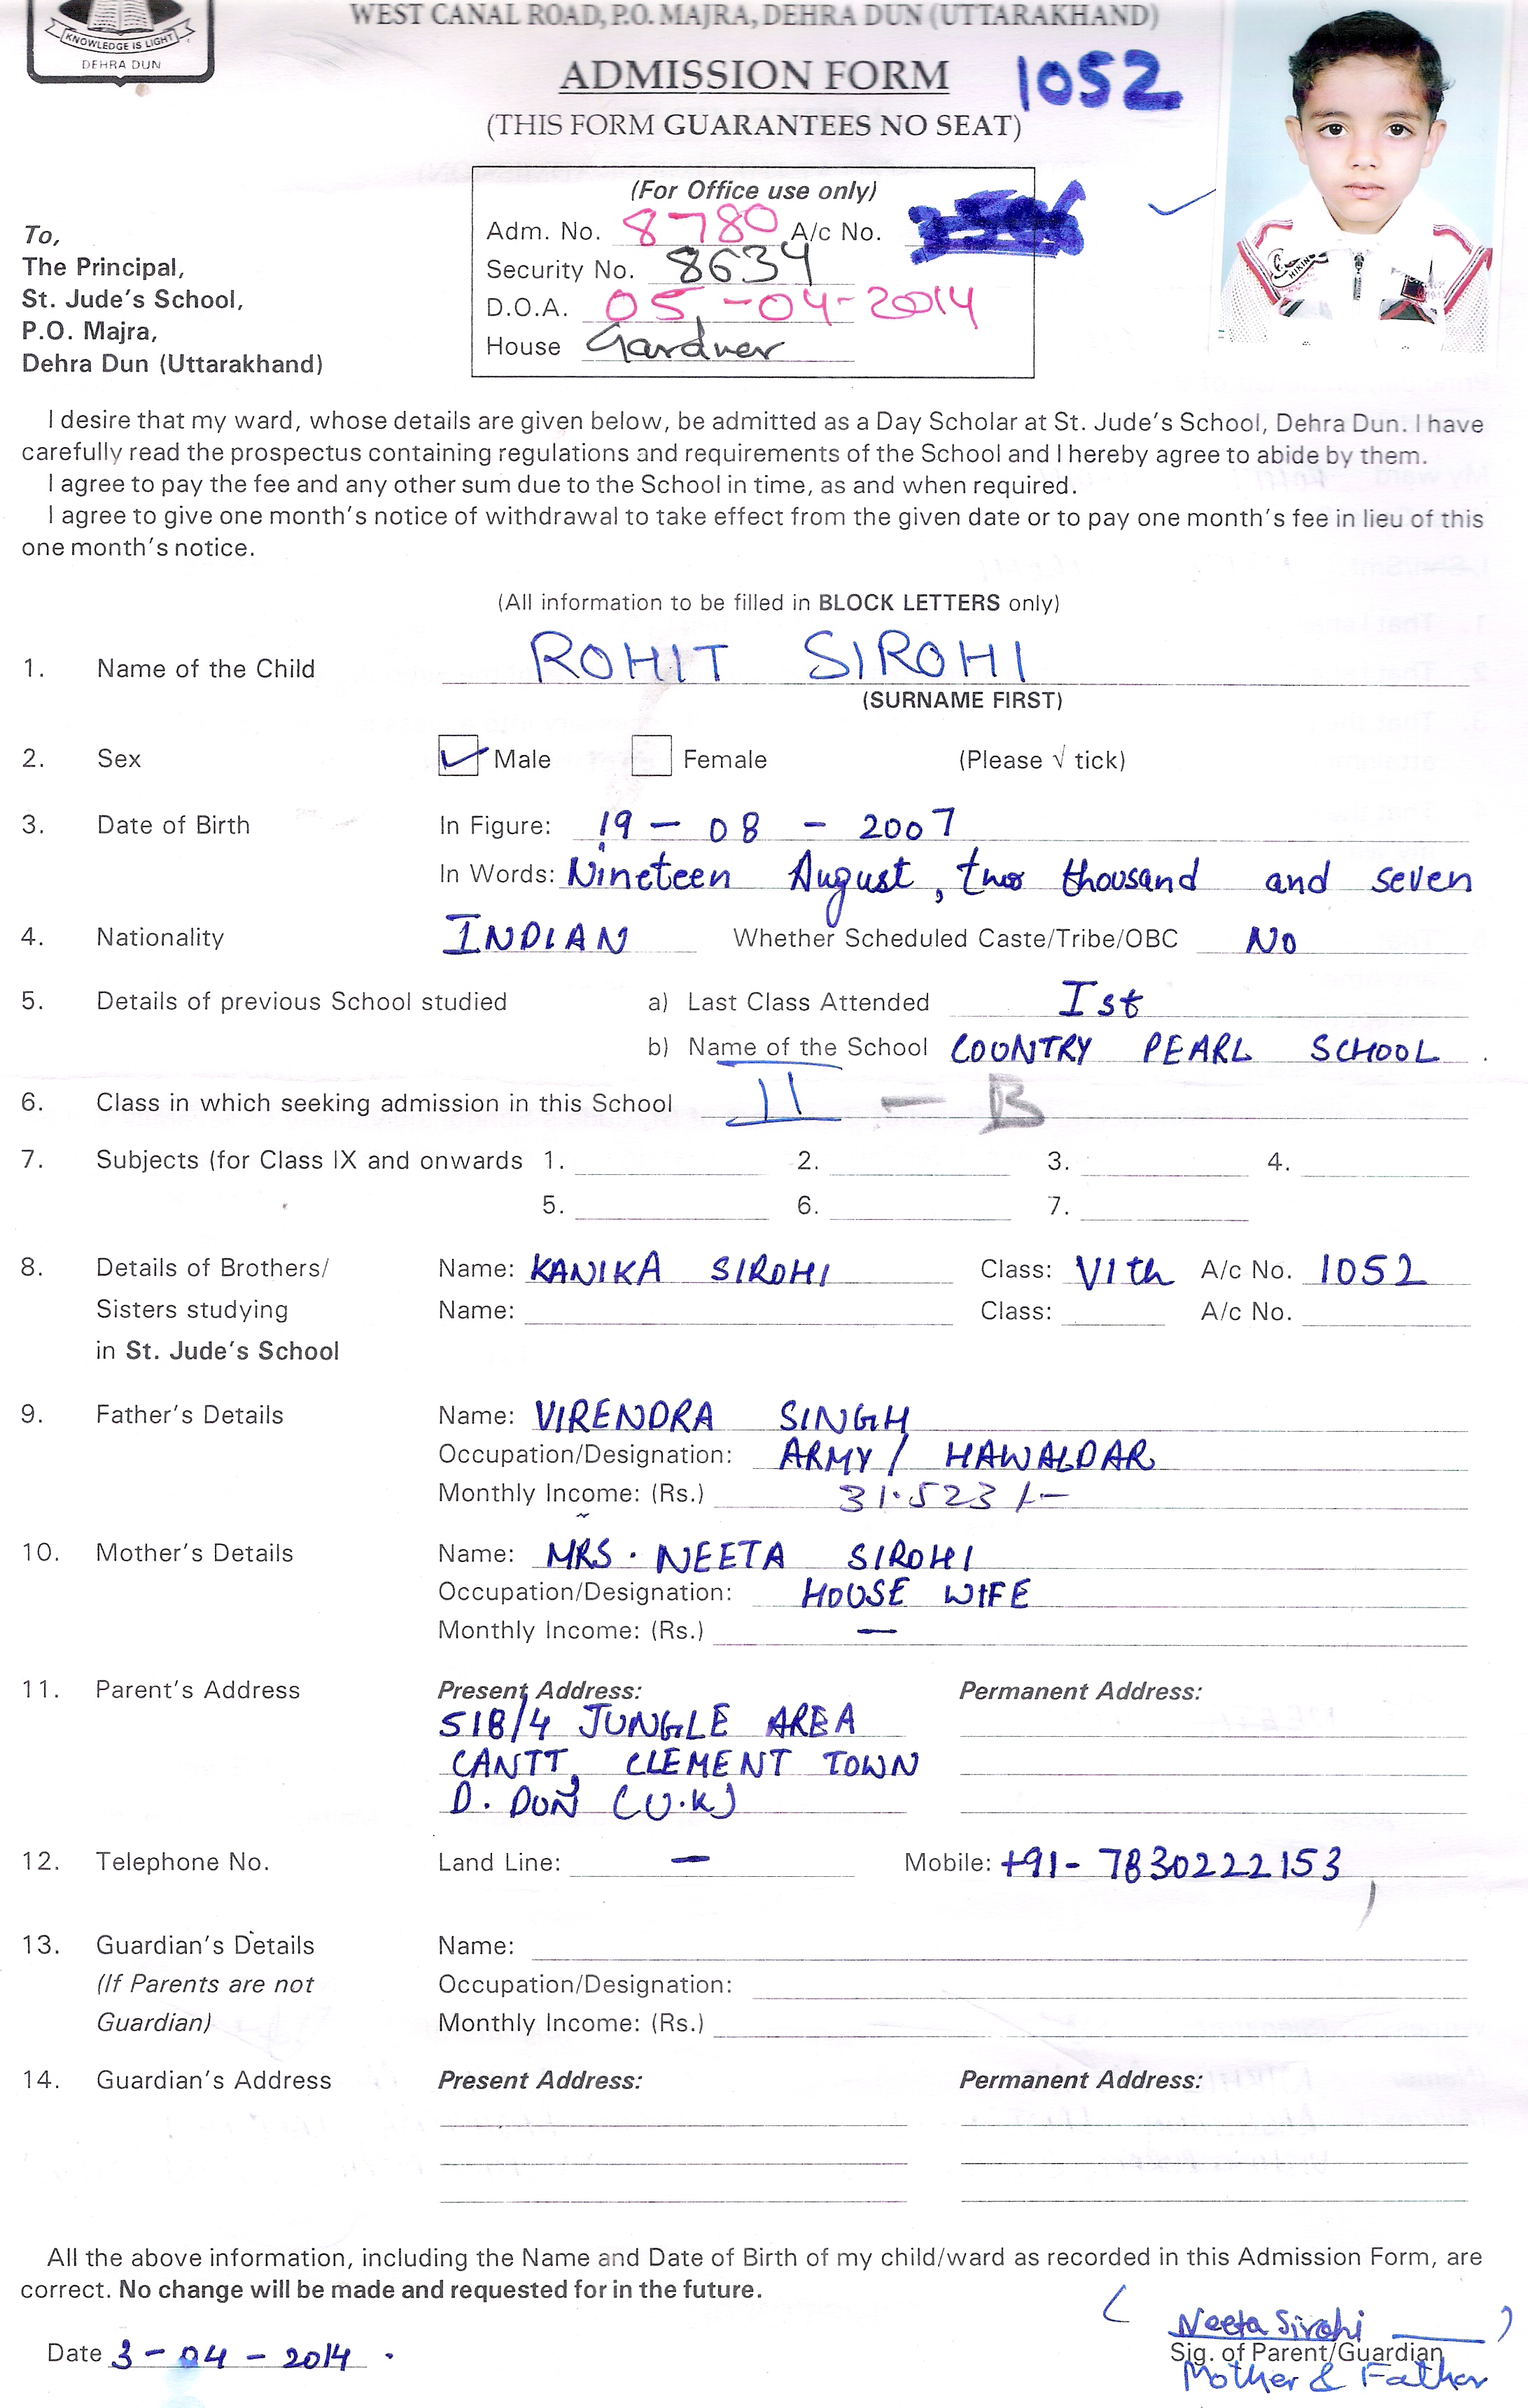 KNOWLEDGE IS LIGHT
DEHRA DUN
WEST CANAL ROAD, P.O. MAJRA, DEHRA DUN (UTTARAKHAND)
ADMISSION FORM 1052
(THIS FORM GUARANTEES NO SEAT)
(For Office use only)
Adm. No. 8780 A/c No.
Security No. 8634
D.O.A. 05-04-2014
House Gardner
To,
The Principal,
St. Jude's School,
P.O. Majra,
Dehra Dun (Uttarakhand)
HIKING
I desire that my ward, whose details are given below, be admitted as a Day Scholar at St. Jude's School, Dehra Dun. I have
carefully read the prospectus containing regulations and requirements of the School and I hereby agree to abide by them.
I agree to pay the fee and any other sum due to the School in time, as and when required.
I agree to give one month's notice of withdrawal to take effect from the given date or to pay one month's fee in lieu of this
one month's notice.
(All information to be filled in BLOCK LETTERS only)
1. Name of the Child ROHIT SIROHI
(SURNAME FIRST)
2. Sex Male Female (Please √ tick)
3. Date of Birth In Figure: 19 - 08 - 2007
In Words: Nineteen August, two thousand and seven
4. Nationality INDIAN Whether Scheduled Caste/Tribe/OBC NO
5. Details of previous School studied a) Last Class Attended Ist
b) Name of the School COUNTRY PEARL SCHOOL
6. Class in which seeking admission in this School II - B
7. Subjects (for Class IX and onwards 1. 2. 3. 4.
5. 6. 7.
8. Details of Brothers/ Name: KANIKA SIROHI Class: VIth A/c No. 1052
Sisters studying Name: Class: A/c No.
in St. Jude's School
9. Father's Details Name: VIRENDRA SINGH
Occupation/Designation: ARMY / HAWALDAR
Monthly Income: (Rs.) 31.523/-
10. Mother's Details Name: MRS. NEETA SIROHI
Occupation/Designation: HOUSE WIFE
Monthly Income: (Rs.) -
11. Parent's Address Present Address: Permanent Address:
518/4 JUNGLE AREA
CANTT, CLEMENT TOWN
D. DUN (U.K)
12. Telephone No. Land Line: - Mobile: +91- 7830222153
13. Guardian's Details Name:
(If Parents are not Occupation/Designation:
Guardian) Monthly Income: (Rs.)
14. Guardian's Address Present Address: Permanent Address:
All the above information, including the Name and Date of Birth of my child/ward as recorded in this Admission Form, are
correct. No change will be made and requested for in the future.
( Neeta Sirohi )
Date 3 - 04 - 2014 . Sig. of Parent/Guardian
Mother & Father